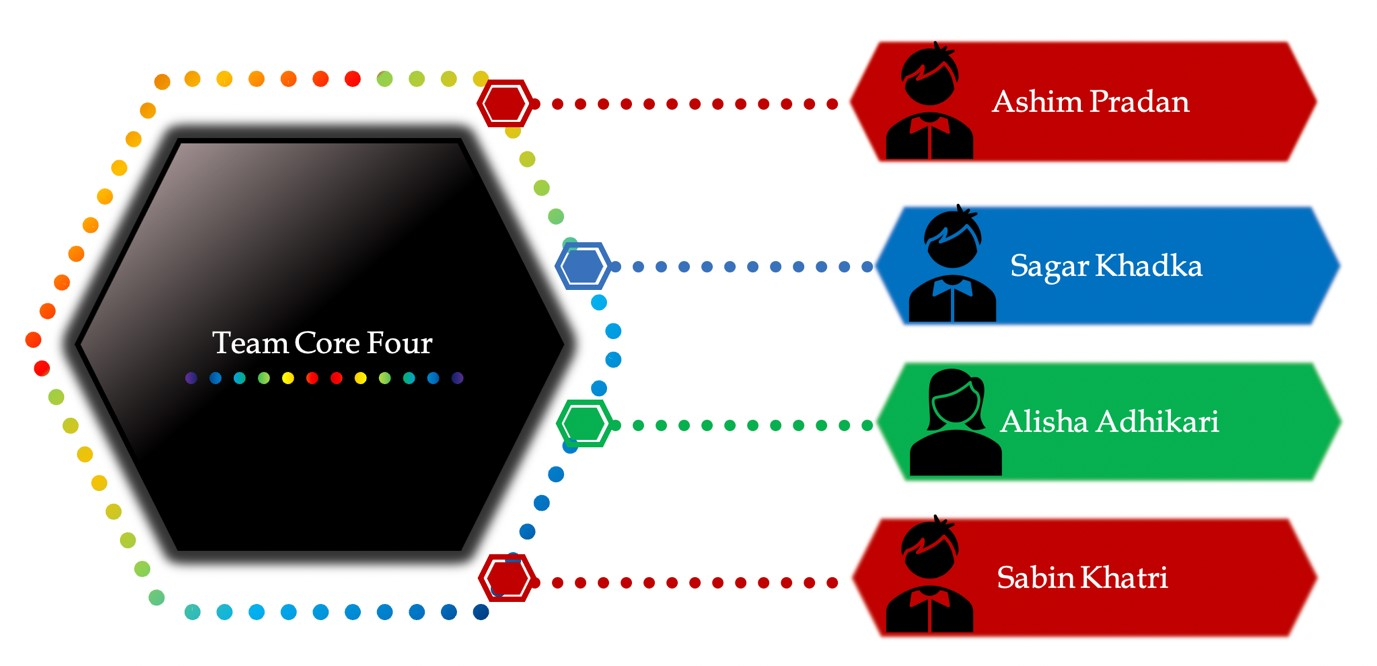 Team Core Four
Ashim Pradan
Sagar Khadka
Alisha Adhikari
Sabin Khatri